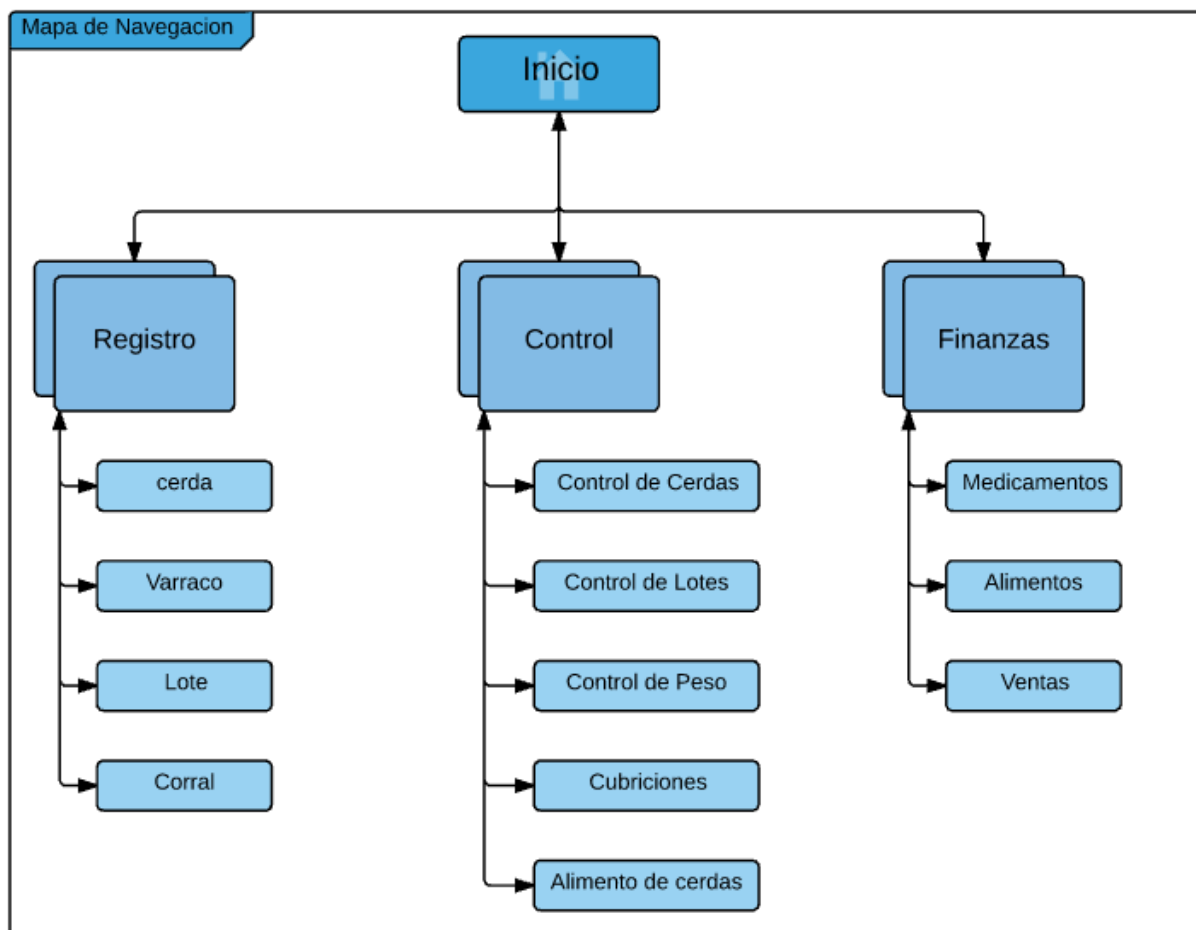 Mapa de Navegacion
Inicio
Registro
Control
Finanzas
cerda
Control de Cerdas
Medicamentos
Varraco
Control de Lotes
Alimentos
Lote
Control de Peso
Ventas
Corral
Cubriciones
Alimento de cerdas